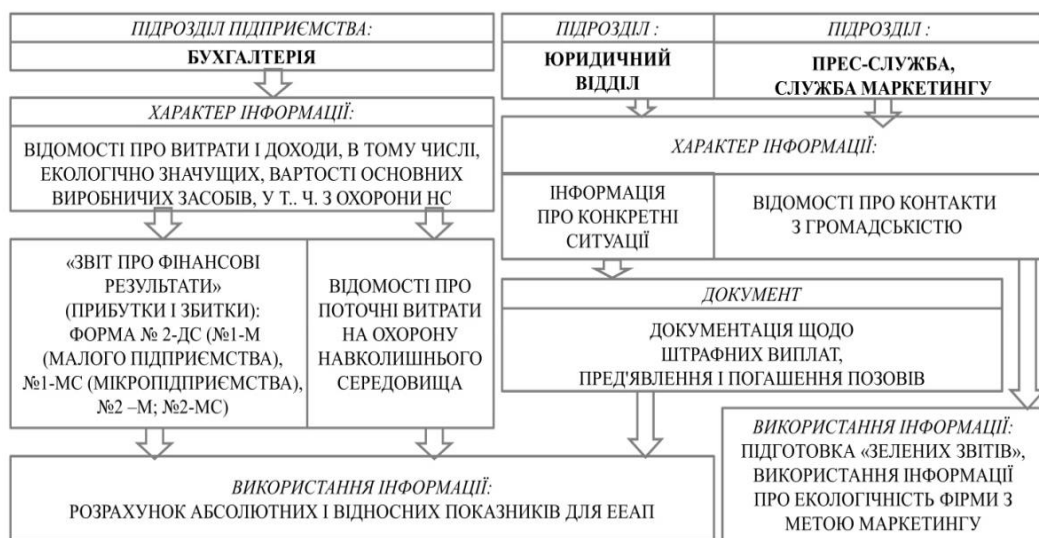 ПІДРОЗДІЛ ПІДПРИЄМСТВА:
БУХГАЛТЕРІЯ
ХАРАКТЕР ІНФОРМАЦІЇ:
ВІДОМОСТІ ПРО ВИТРАТИ І ДОХОДИ, В ТОМУ ЧИСЛІ,
ЕКОЛОГІЧНО ЗНАЧУЩИХ, ВАРТОСТІ ОСНОВНИХ
ВИРОБНИЧИХ ЗАСОБІВ, У Т.. Ч. З ОХОРОНИ НС
«ЗВІТ ПРО ФІНАНСОВІ
РЕЗУЛЬТАТИ»
(ПРИБУТКИ І ЗБИТКИ):
ФОРМА № 2-ДС (№1-М
(МАЛОГО ПІДПРИЄМСТВА),
№1-МС (МІКРОПІДПРИЄМСТВА),
№2 –М; №2-МС)
ВІДОМОСТІ ПРО
ПОТОЧНІ ВИТРАТИ
НА ОХОРОНУ
НАВКОЛИШНЬОГО
СЕРЕДОВИЩА
ПІДРОЗДІЛ :
ЮРИДИЧНИЙ
ВІДДІЛ
ПІДРОЗДІЛ :
ПРЕС-СЛУЖБА,
СЛУЖБА МАРКЕТИНГУ
ХАРАКТЕР ІНФОРМАЦІЇ:
ІНФОРМАЦІЯ
ПРО КОНКРЕТНІ
СИТУАЦІЇ
ВІДОМОСТІ ПРО КОНТАКТИ
З ГРОМАДСЬКІСТЮ
ДОКУМЕНТ
ДОКУМЕНТАЦІЯ ЩОДО
ШТРАФНИХ ВИПЛАТ,
ПРЕД'ЯВЛЕННЯ І ПОГАШЕННЯ ПОЗОВІВ
ВИКОРИСТАННЯ ІНФОРМАЦІЇ:
РОЗРАХУНОК АБСОЛЮТНИХ І ВІДНОСНИХ ПОКАЗНИКІВ ДЛЯ ЕЕАП
ВИКОРИСТАННЯ ІНФОРМАЦІЇ:
ПІДГОТОВКА «ЗЕЛЕНИХ ЗВІТІВ»,
ВИКОРИСТАННЯ ІНФОРМАЦІЇ
ПРО ЕКОЛОГІЧНІСТЬ ФІРМИ З
МЕТОЮ МАРКЕТИНГУ